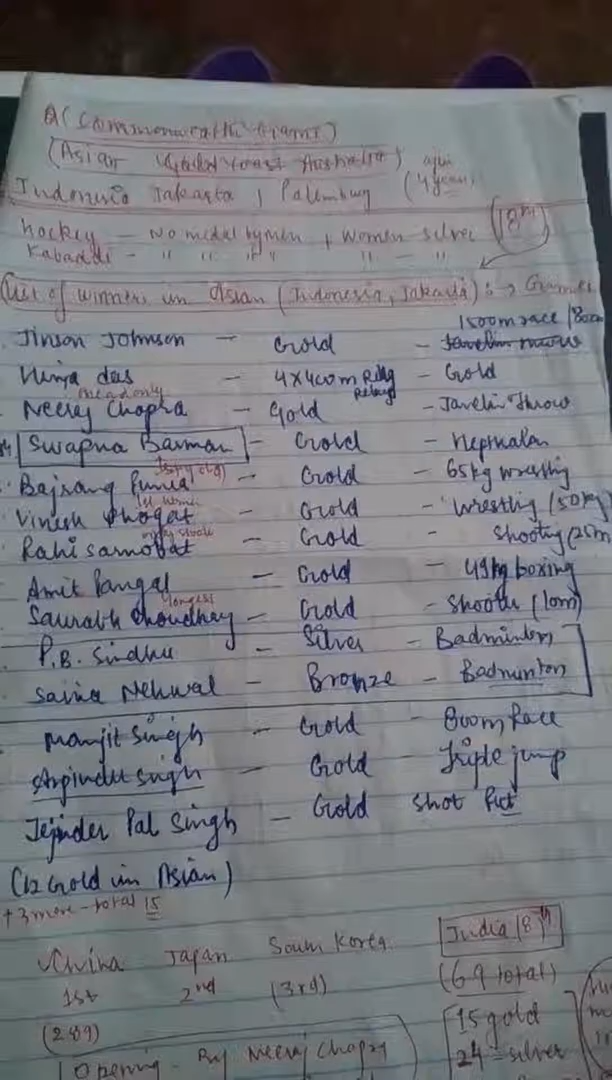 Q (Commonwealth Games)
(Asian Gold Coast Australia) after (4 years)
Indonesia Jakarta, Palembang
18th
hockey - No medal by men + Women silver
Kabaddi - " " " " " - "
List of winners in Asian (Indonesia, Jakarta) :→ Games
1500m race/800m
Jinson Johnson - Gold -
das - 4x400m Relay - Gold
Neeraj Chopra - Gold - Javelin Throw
Swapna Barman - Gold -
Bajrang Punia - Gold - 65kg wrestling
Vinesh Phogat - Gold - Wrestling (50kg)
Rahi Sarnobat - Gold - Shooting (25m
Amit Pangal - Gold - 49kg boxing
Saurabh Choudhay - Gold - Shooter (10m)
P.B. Sindhu - Silver - Badminton
Saina Nehwal - Bronze - Badminton
Manjit Singh - Gold - 800m Race
Arpinder Singh - Gold - Triple jump
Tejinder Pal Singh - Gold Shot Put
(12 Gold in Asian)
+3 more - total 15
China Japan South Korea India (8th
1st 2nd (3rd) (69 total)
(289) 15 gold
Opening - By Neeraj Chopra 24 - silver